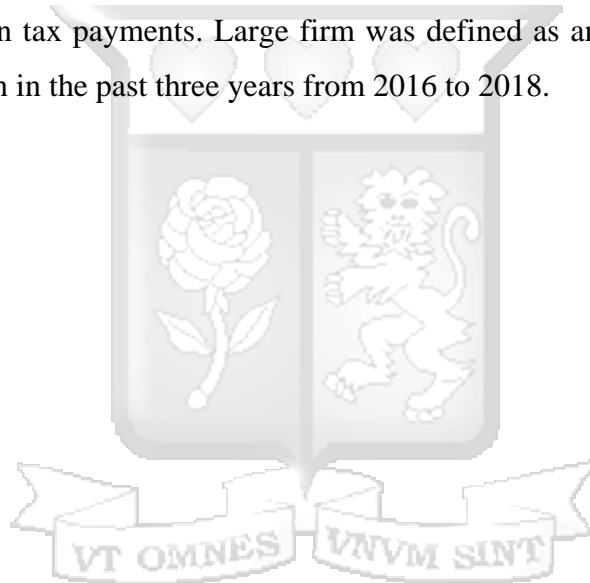 n tax payments. Large firm was defined as an
n in the past three years from 2016 to 2018.
VT OMNES VNVM SINT